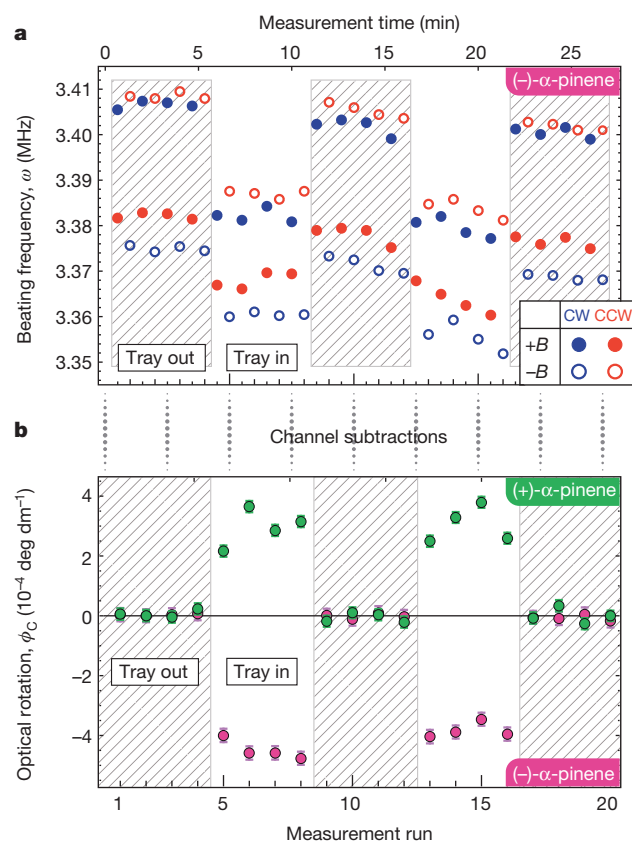 Measurement time (min)
a
0 5 10 15 20 25
(–)-α-pinene
Beating frequency, ω (MHz)
3.41
3.40
3.39
3.38
3.37
3.36
3.35
Tray out
Tray in
CW CCW
+B
–B
Channel subtractions
b
(+)-α-pinene
Optical rotation, ϕC (10⁻⁴ deg dm⁻¹)
4
2
0
−2
−4
Tray out
Tray in
(–)-α-pinene
1 5 10 15 20
Measurement run